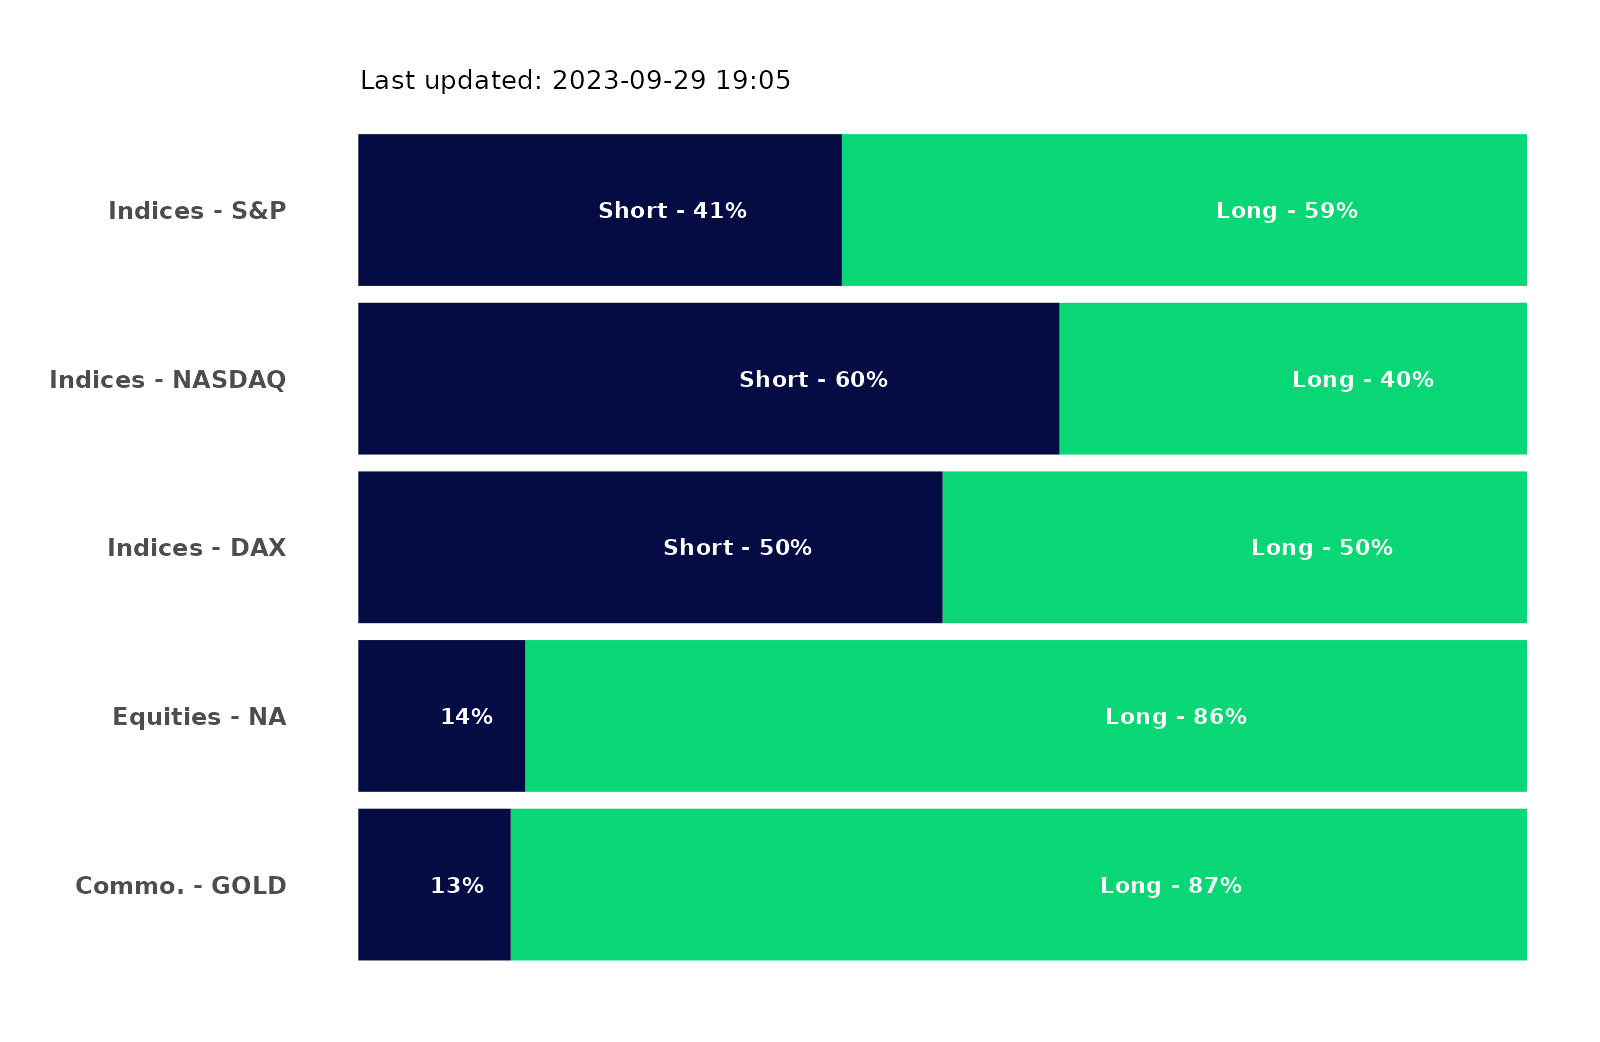 Last updated: 2023-09-29 19:05
Indices - S&P Short - 41% Long - 59%
Indices - NASDAQ Short - 60% Long - 40%
Indices - DAX Short - 50% Long - 50%
Equities - NA 14% Long - 86%
Commo. - GOLD 13% Long - 87%